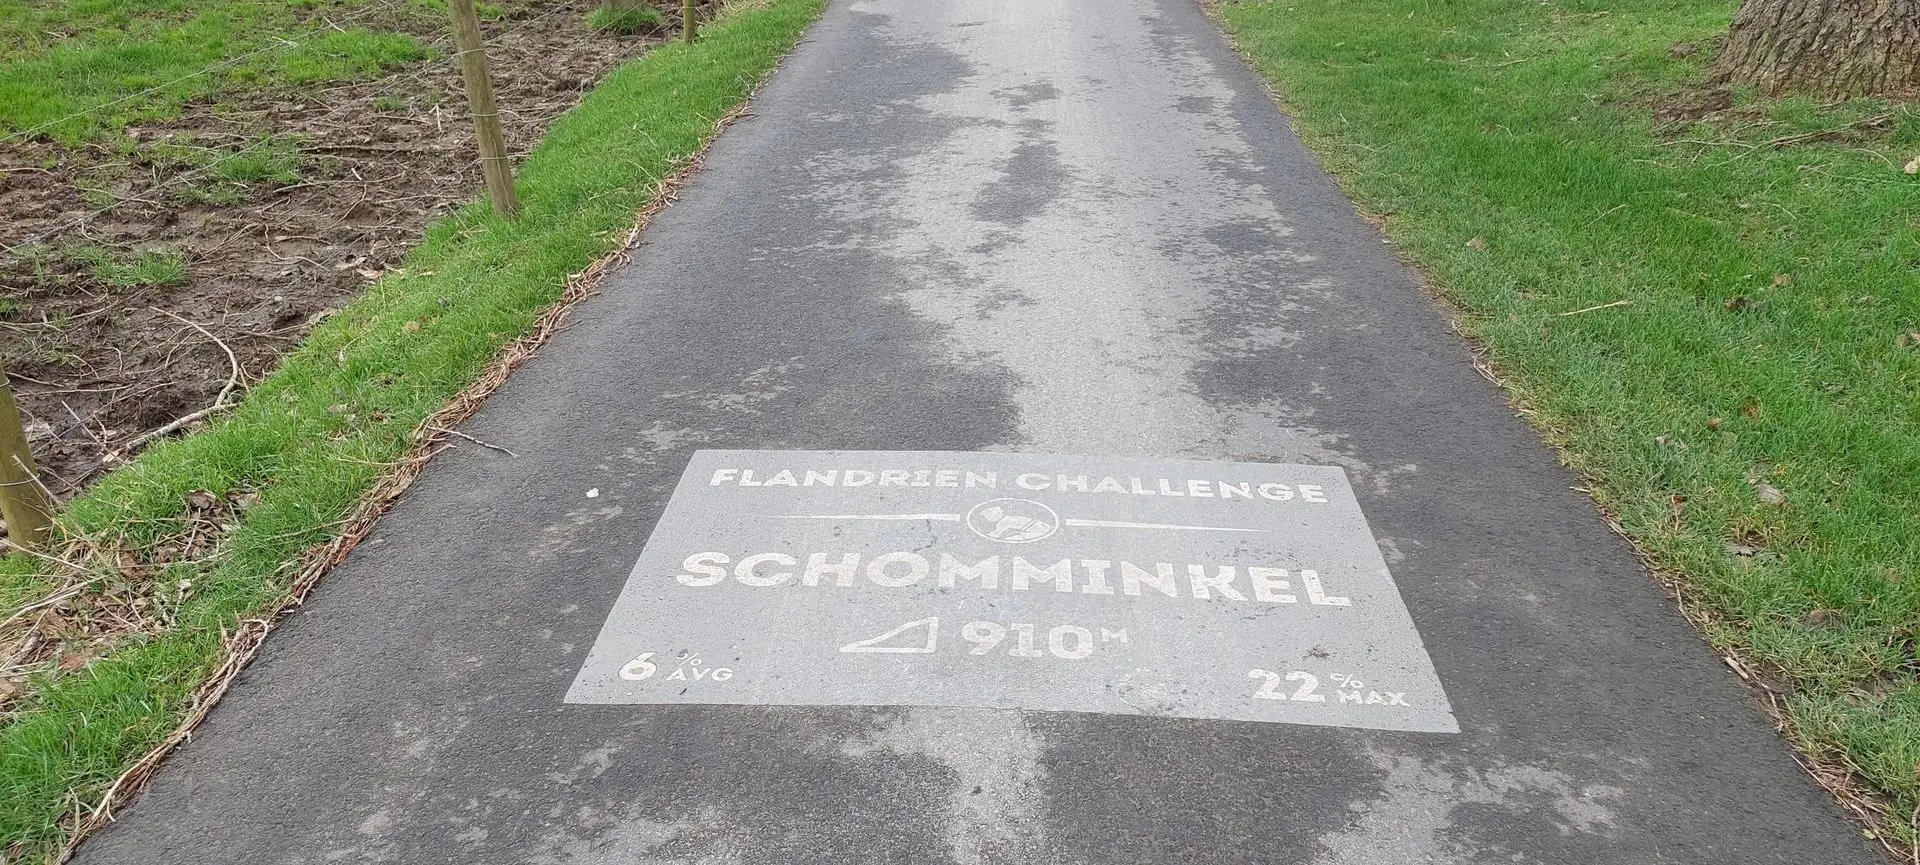 FLANDRIEN CHALLENGE
SCHOMMINKEL
910M
6% AVG
22% MAX